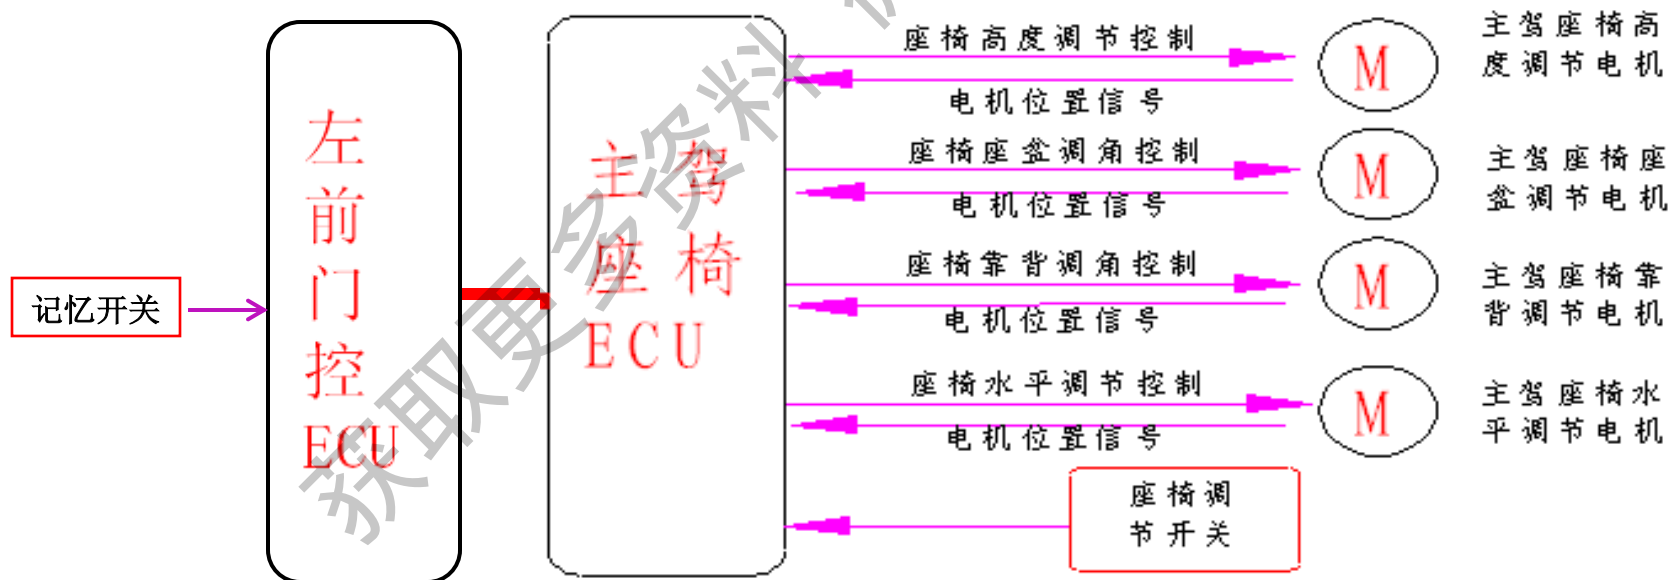 记忆开关
左
前
门
控
ECU
主驾
座椅
ECU
座椅高度调节控制
电机位置信号
M
主驾座椅高
度调节电机
座椅座盆调角控制
电机位置信号
M
主驾座椅座
盆调节电机
座椅靠背调角控制
电机位置信号
M
主驾座椅靠
背调节电机
座椅水平调节控制
电机位置信号
M
主驾座椅水
平调节电机
座椅调
节开关
获取更多资料